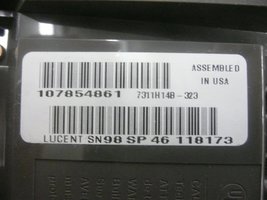 ASSEMBLED
IN USA
107854861 7311H14B-323
LUCENT SN98 SP 46 118173